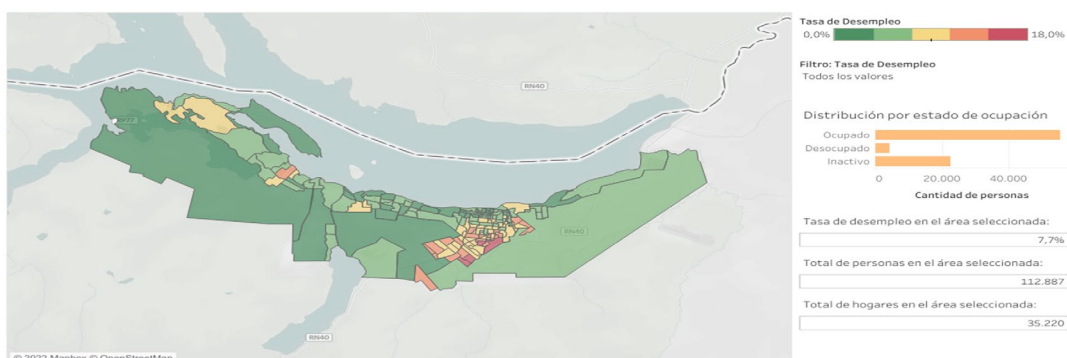 Tasa de Desempleo
0,0% 18,0%
Filtro: Tasa de Desempleo
Todos los valores
RN40
Distribución por estado de ocupación
Ocupado
Desocupado
Inactivo
0 20.000 40.000
Cantidad de personas
Tasa de desempleo en el área seleccionada:
7,7%
RN40
Total de personas en el área seleccionada:
112.887
Total de hogares en el área seleccionada:
35.220
RN40
© 2022 Mapbox © OpenStreetMap